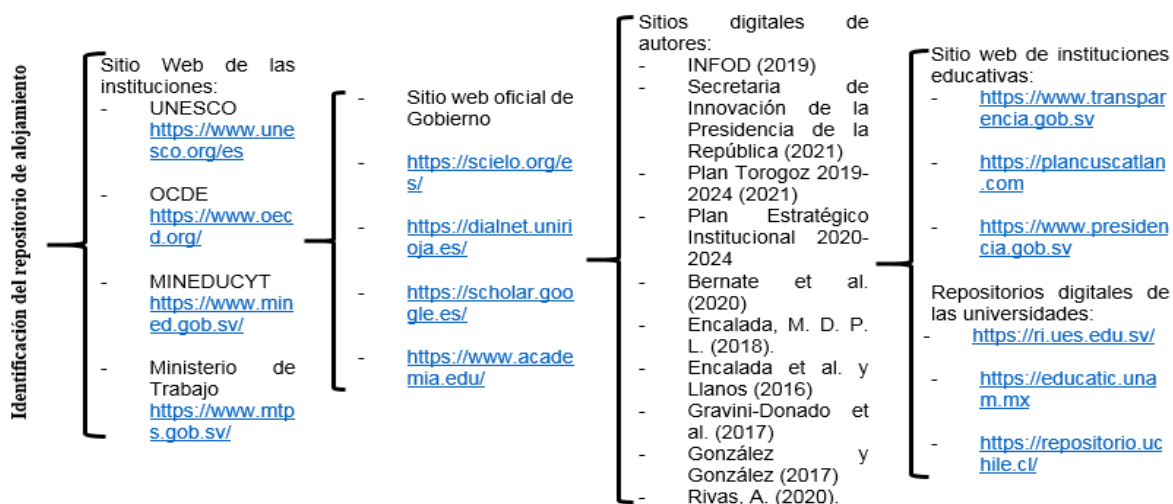 Identificación del repositorio de alojamiento
Sitio Web de las
instituciones:
- UNESCO
https://www.une
sco.org/es
- OCDE
https://www.oec
d.org/
- MINEDUCYT
https://www.min
ed.gob.sv/
- Ministerio de
Trabajo
https://www.mtp
s.gob.sv/
- Sitio web oficial de
Gobierno
- https://scielo.org/e
s/
- https://dialnet.uniri
oja.es/
- https://scholar.goo
gle.es/
- https://www.acade
mia.edu/
Sitios digitales de
autores:
- INFOD (2019)
- Secretaria de
Innovación de la
Presidencia de la
República (2021)
- Plan Torogoz 2019-
2024 (2021)
- Plan Estratégico
Institucional 2020-
2024
- Bernate et al.
(2020)
- Encalada, M. D. P.
L. (2018).
- Encalada et al. y
Llanos (2016)
- Gravini-Donado et
al. (2017)
- González y
González (2017)
- Rivas, A. (2020).
Sitio web de instituciones
educativas:
- https://www.transpar
encia.gob.sv
- https://plancuscatlan
.com
- https://www.presiden
cia.gob.sv
Repositorios digitales de
las universidades:
- https://ri.ues.edu.sv/
- https://educatic.una
m.mx
- https://repositorio.uc
hile.cl/